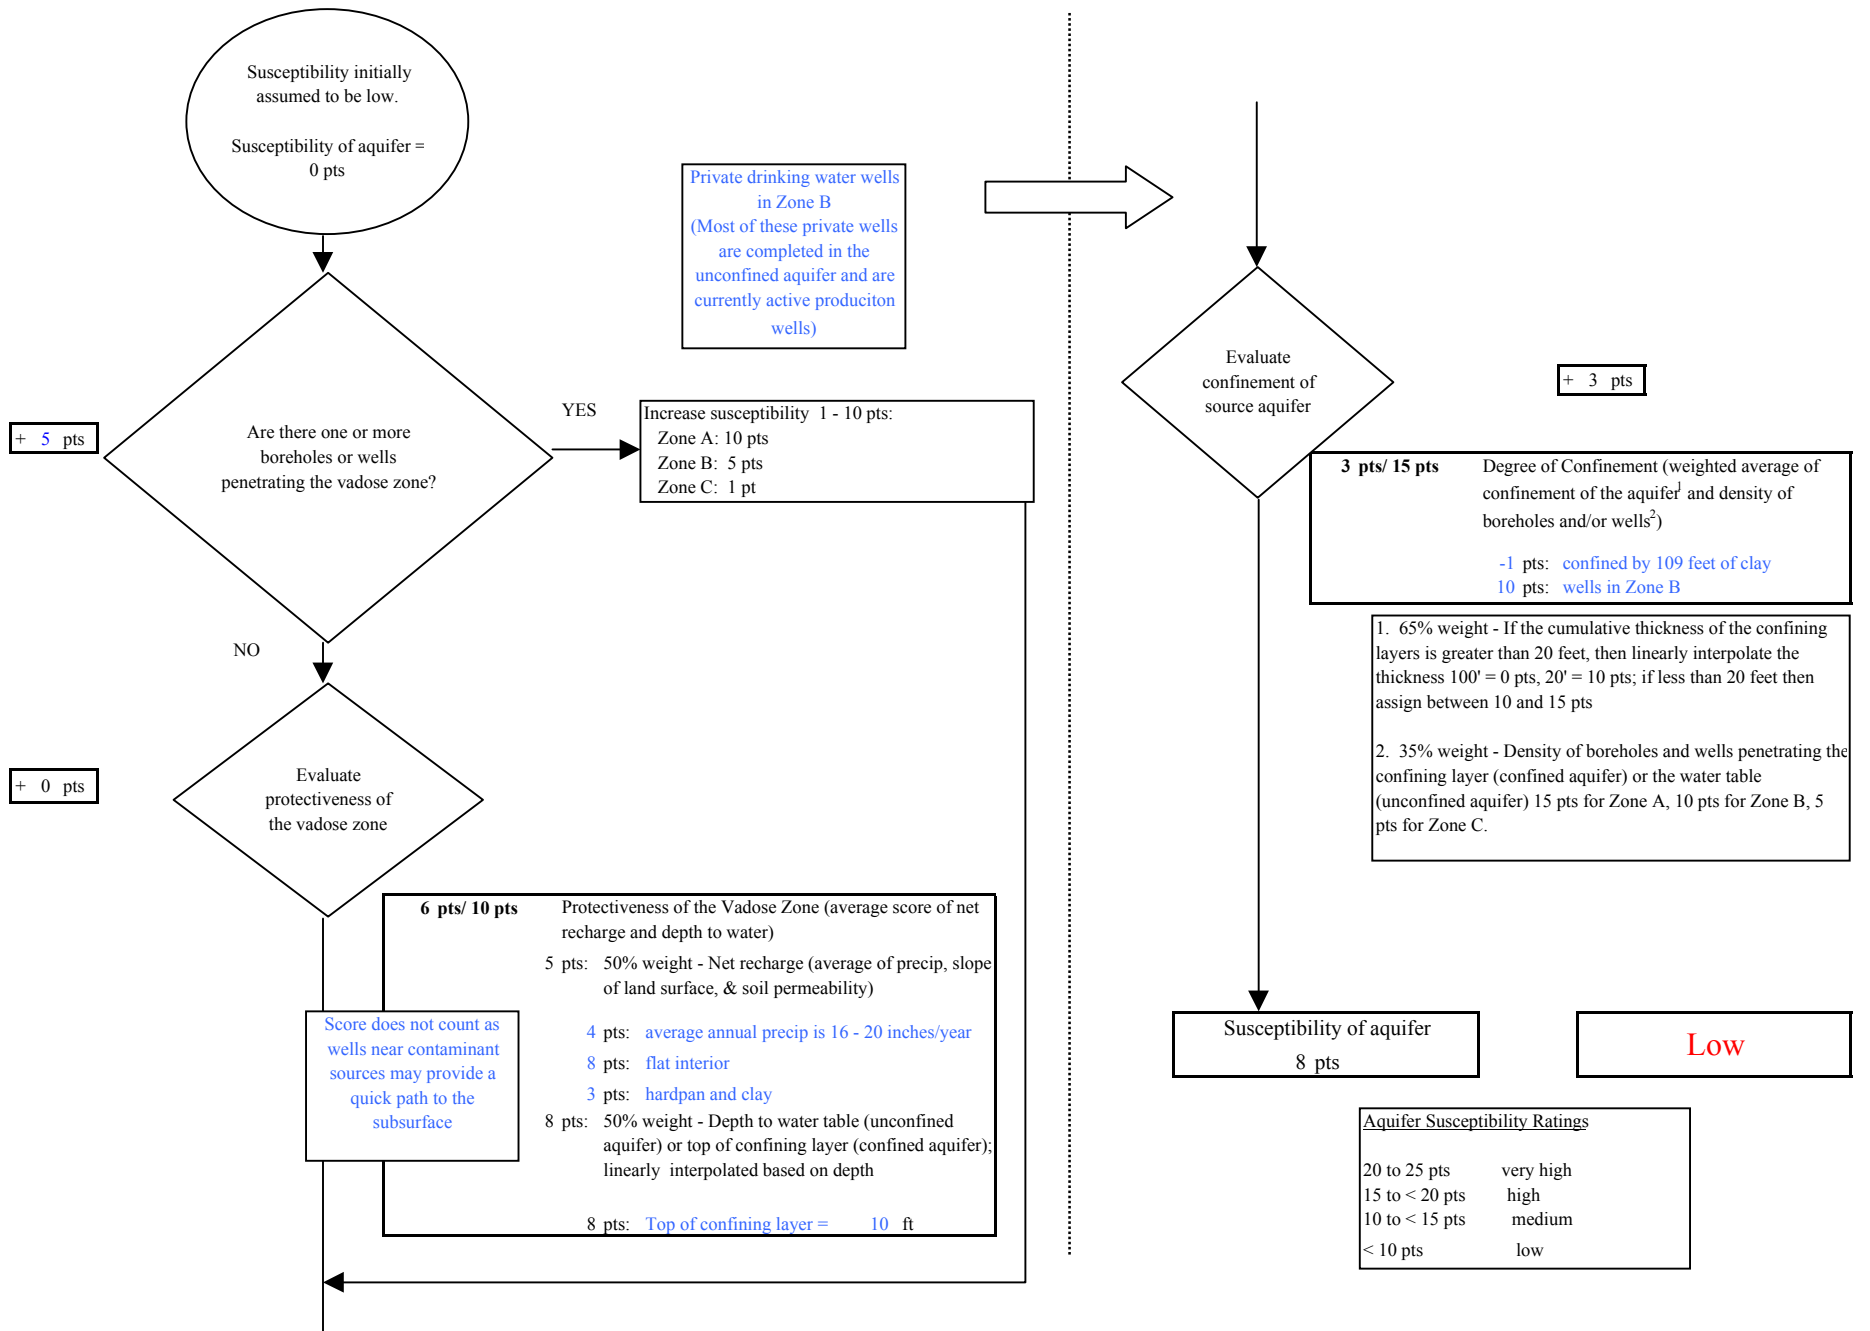 Susceptibility initially
assumed to be low.
Susceptibility of aquifer =
0 pts
Private drinking water wells
in Zone B
(Most of these private wells
are completed in the
unconfined aquifer and are
currently active produciton
wells)
+ 5 pts
Are there one or more
boreholes or wells
penetrating the vadose zone?
YES
Increase susceptibility 1 - 10 pts:
Zone A: 10 pts
Zone B: 5 pts
Zone C: 1 pt
NO
+ 0 pts
Evaluate
protectiveness of
the vadose zone
6 pts/ 10 pts Protectiveness of the Vadose Zone (average score of net
recharge and depth to water)
5 pts: 50% weight - Net recharge (average of precip, slope
of land surface, & soil permeability)
4 pts: average annual precip is 16 - 20 inches/year
8 pts: flat interior
3 pts: hardpan and clay
8 pts: 50% weight - Depth to water table (unconfined
aquifer) or top of confining layer (confined aquifer);
linearly interpolated based on depth
8 pts: Top of confining layer = 10 ft
Score does not count as
wells near contaminant
sources may provide a
quick path to the
subsurface
Evaluate
confinement of
source aquifer
+ 3 pts
3 pts/ 15 pts Degree of Confinement (weighted average of
confinement of the aquifer1 and density of
boreholes and/or wells2)
-1 pts: confined by 109 feet of clay
10 pts: wells in Zone B
1. 65% weight - If the cumulative thickness of the confining
layers is greater than 20 feet, then linearly interpolate the
thickness 100' = 0 pts, 20' = 10 pts; if less than 20 feet then
assign between 10 and 15 pts
2. 35% weight - Density of boreholes and wells penetrating the
confining layer (confined aquifer) or the water table
(unconfined aquifer) 15 pts for Zone A, 10 pts for Zone B, 5
pts for Zone C.
Susceptibility of aquifer
8 pts
Low
Aquifer Susceptibility Ratings
20 to 25 pts very high
15 to < 20 pts high
10 to < 15 pts medium
< 10 pts low